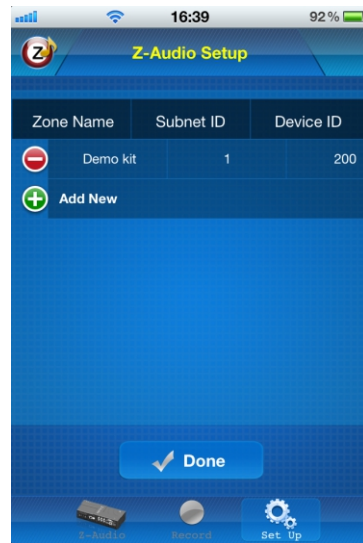 16:39 92%
Z
Z-Audio Setup
Zone Name Subnet ID Device ID
Demo kit 1 200
Add New
Done
Z-Audio Record Set Up